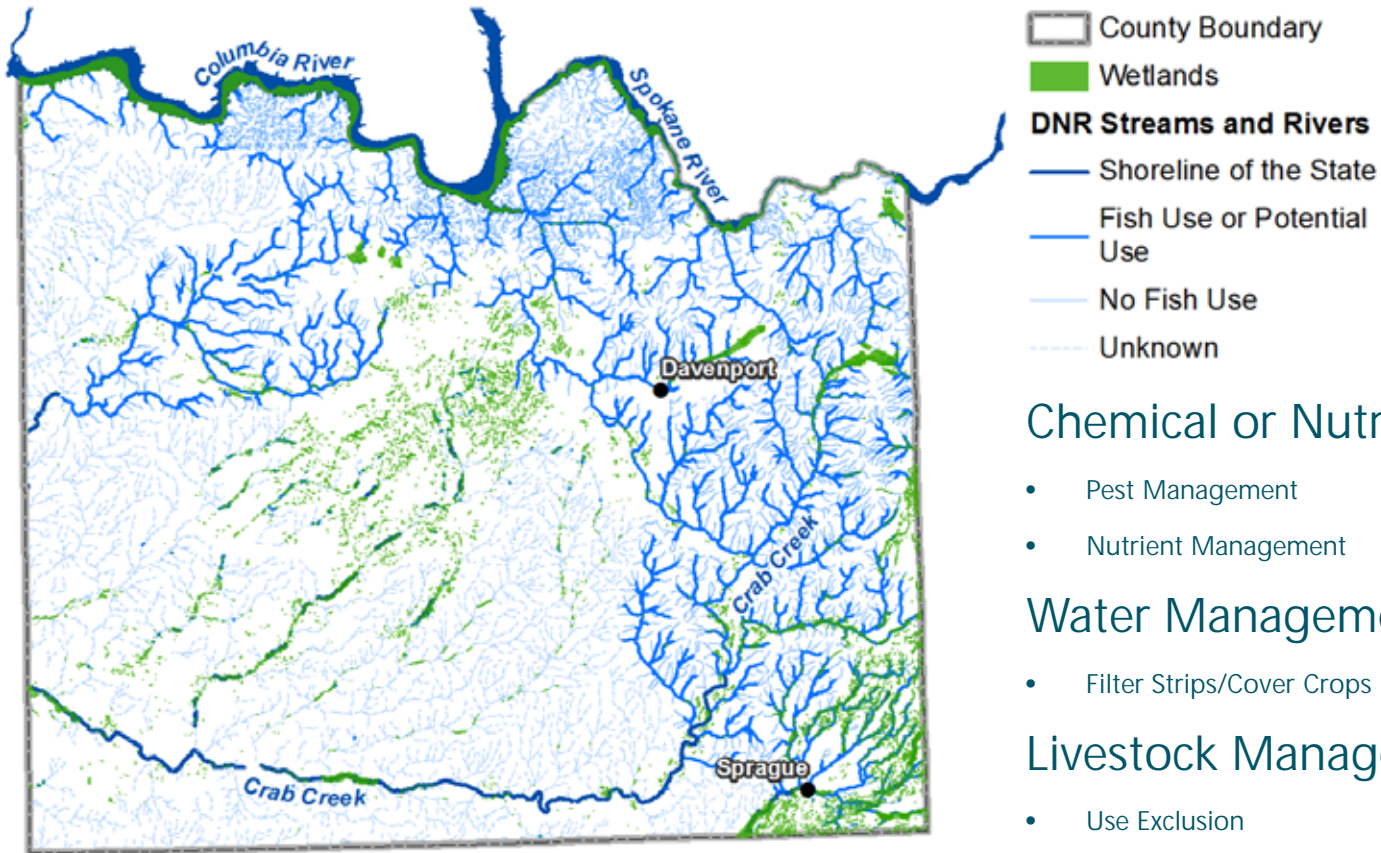 Columbia River
Spokane River
Davenport
Crab Creek
Sprague
Crab Creek
County Boundary
Wetlands
DNR Streams and Rivers
Shoreline of the State
Fish Use or Potential
Use
No Fish Use
Unknown
Chemical or Nutr
• Pest Management
• Nutrient Management
Water Managem
• Filter Strips/Cover Crops
Livestock Manag
• Use Exclusion